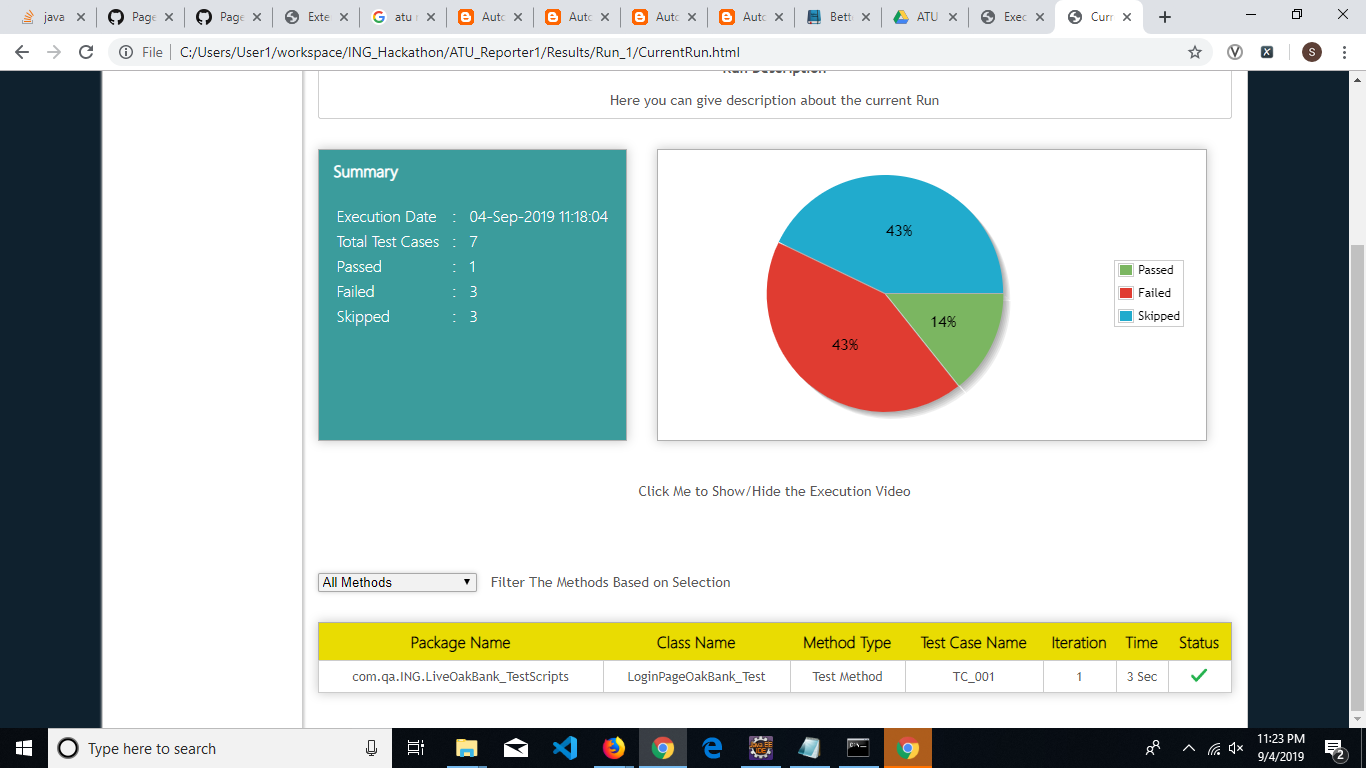 java
Page
Page
Exte
atu r
Auto
Auto
Auto
Auto
Bett
ATU
Exec
Curr
File
C:/Users/User1/workspace/ING_Hackathon/ATU_Reporter1/Results/Run_1/CurrentRun.html
S
Run Description
Here you can give description about the current Run
Summary
Execution Date : 04-Sep-2019 11:18:04
Total Test Cases : 7
Passed : 1
Failed : 3
Skipped : 3
43%
14%
43%
Passed
Failed
Skipped
Click Me to Show/Hide the Execution Video
All Methods Filter The Methods Based on Selection
Package Name Class Name Method Type Test Case Name Iteration Time Status
com.qa.ING.LiveOakBank_TestScripts LoginPageOakBank_Test Test Method TC_001 1 3 Sec
Type here to search
11:23 PM
9/4/2019
2